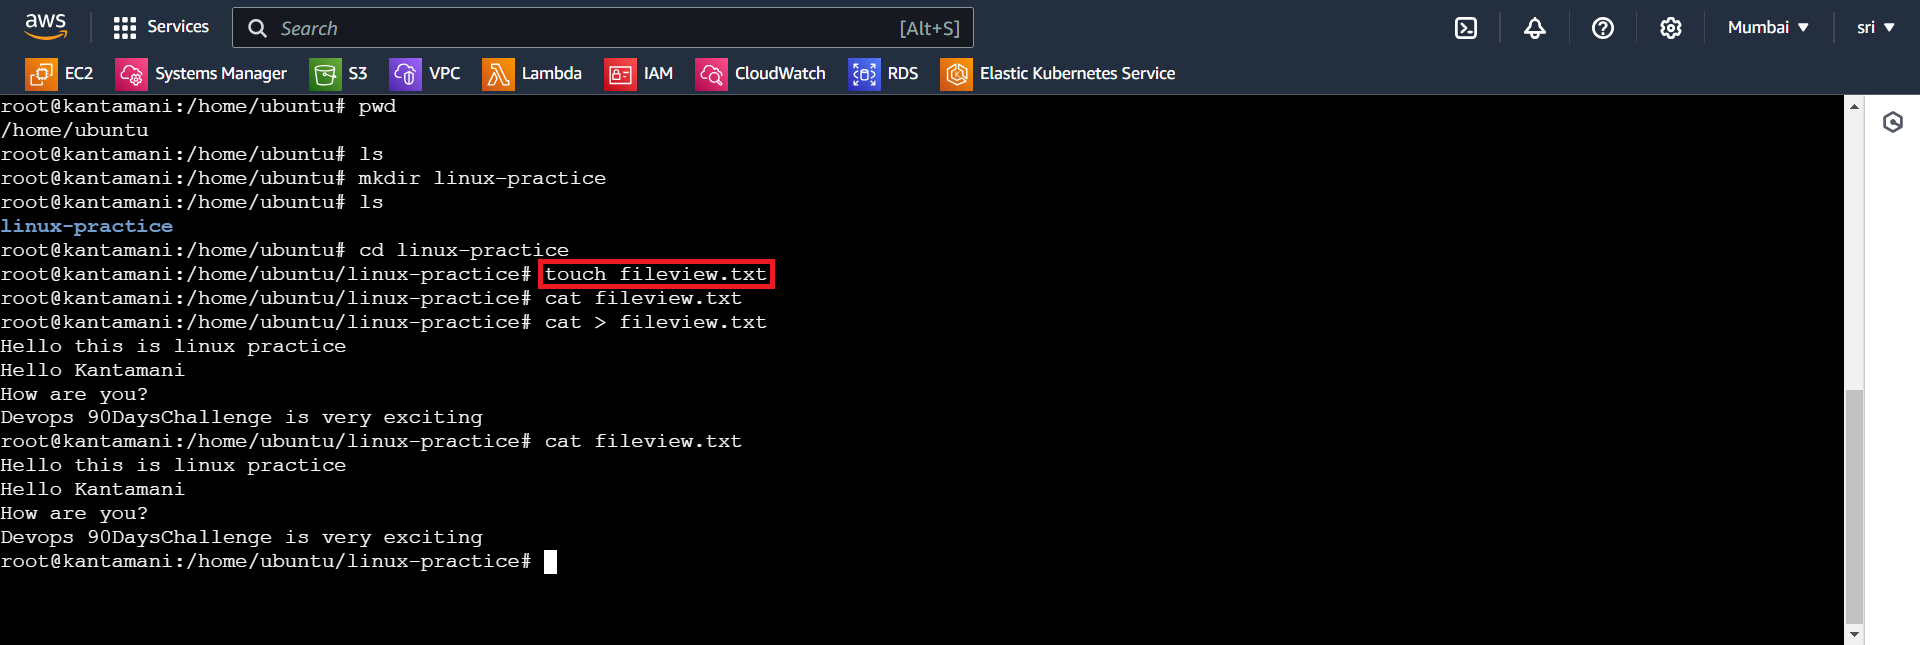 aws Services Search [Alt+S] Mumbai sri
EC2 Systems Manager S3 VPC Lambda IAM CloudWatch RDS Elastic Kubernetes Service
root@kantamani:/home/ubuntu# pwd
/home/ubuntu
root@kantamani:/home/ubuntu# ls
root@kantamani:/home/ubuntu# mkdir linux-practice
root@kantamani:/home/ubuntu# ls
linux-practice
root@kantamani:/home/ubuntu# cd linux-practice
root@kantamani:/home/ubuntu/linux-practice# touch fileview.txt
root@kantamani:/home/ubuntu/linux-practice# cat fileview.txt
root@kantamani:/home/ubuntu/linux-practice# cat > fileview.txt
Hello this is linux practice
Hello Kantamani
How are you?
Devops 90DaysChallenge is very exciting
root@kantamani:/home/ubuntu/linux-practice# cat fileview.txt
Hello this is linux practice
Hello Kantamani
How are you?
Devops 90DaysChallenge is very exciting
root@kantamani:/home/ubuntu/linux-practice#